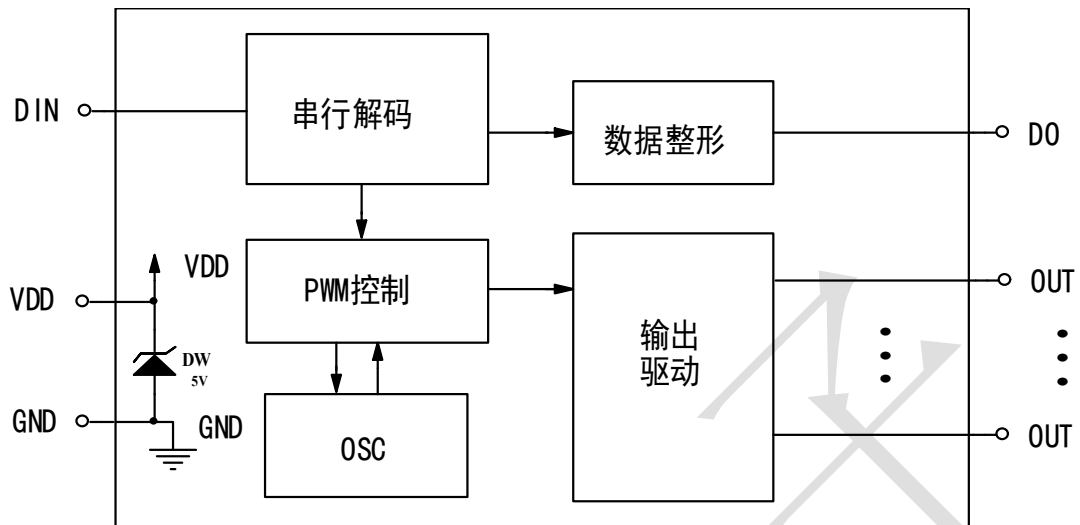 DIN
串行解码
数据整形
DO
VDD
VDD
PWM控制
DW
5V
GND
GND
OSC
输出
驱动
OUT
OUT